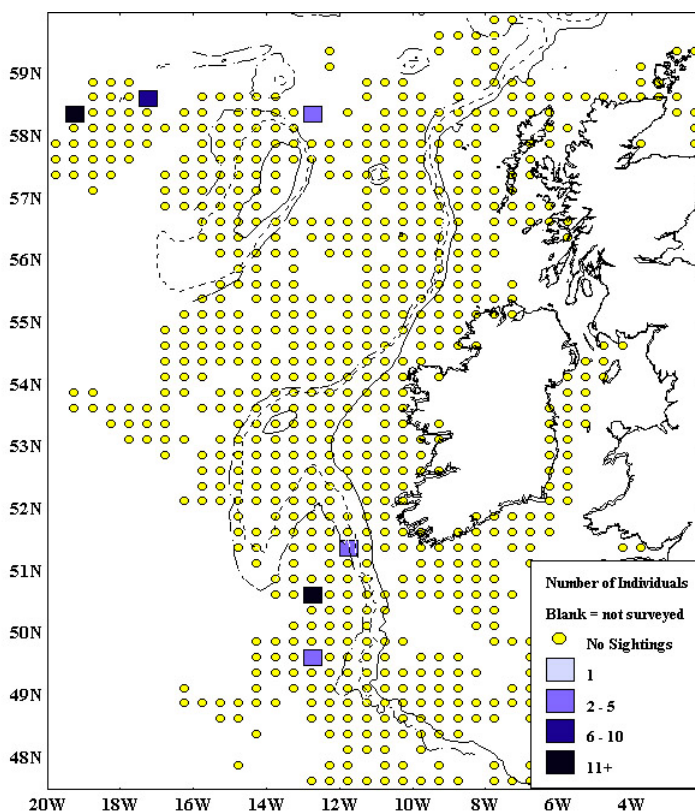 59N
58N
57N
56N
55N
54N
53N
52N
51N
50N
49N
48N
20W
18W
16W
14W
12W
10W
8W
6W
4W
Number of Individuals
Blank = not surveyed
No Sightings
1
2 - 5
6 - 10
11+